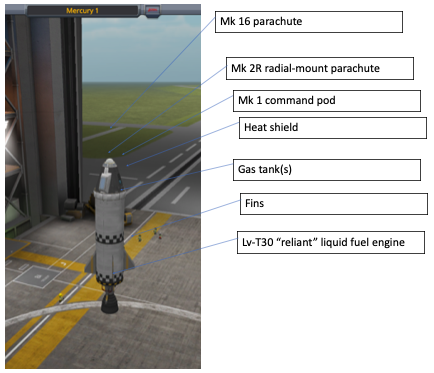 Mercury 1
Mk 16 parachute
Mk 2R radial-mount parachute
Mk 1 command pod
Heat shield
Gas tank(s)
Fins
Lv-T30 “reliant” liquid fuel engine